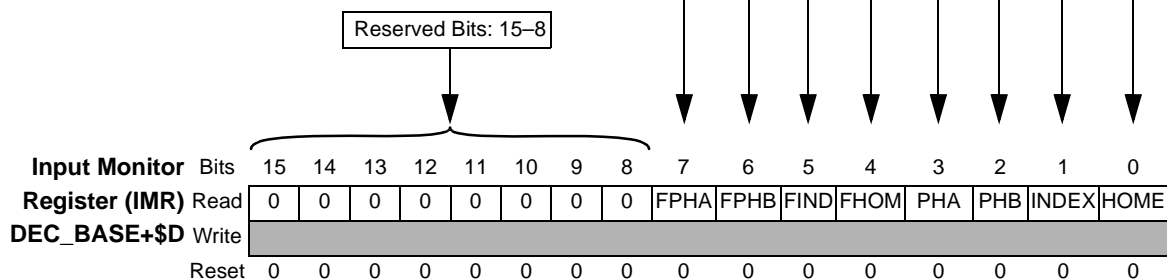 Reserved Bits: 15–8
Input Monitor Bits 15 14 13 12 11 10 9 8 7 6 5 4 3 2 1 0
Register (IMR) Read 0 0 0 0 0 0 0 0 FPHA FPHB FIND FHOM PHA PHB INDEX HOME
DEC_BASE+$D Write
Reset 0 0 0 0 0 0 0 0 0 0 0 0 0 0 0 0